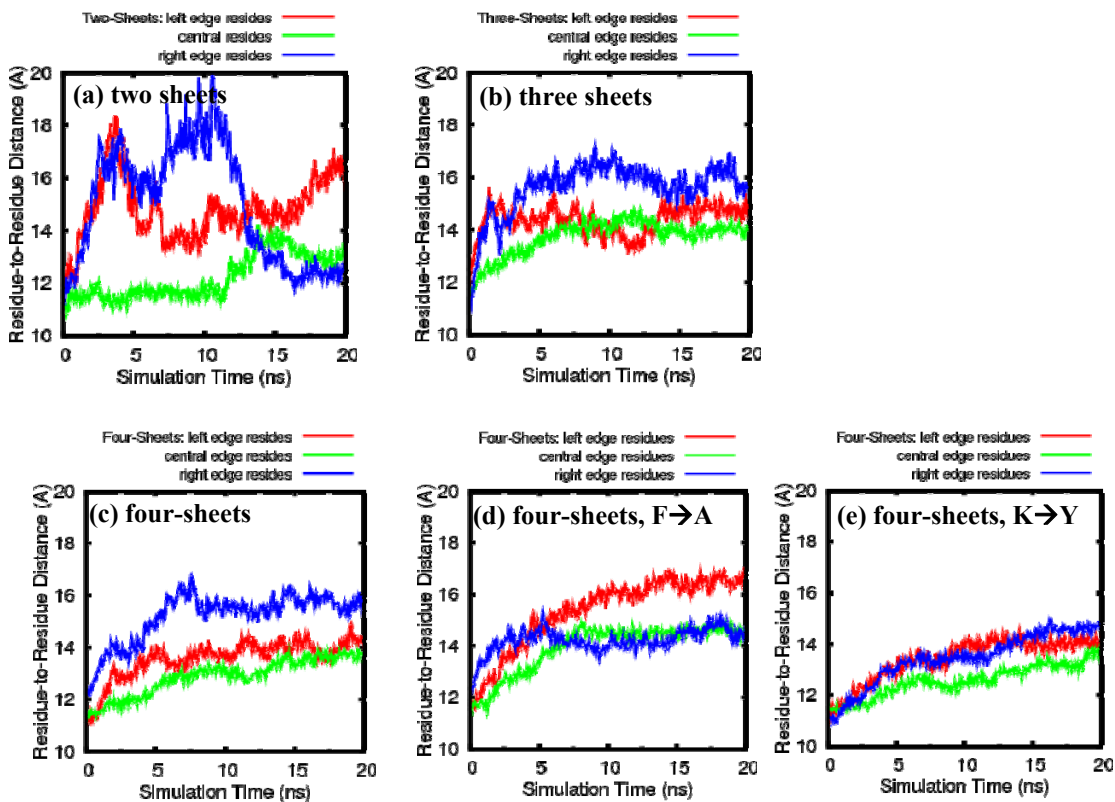 Two-Sheets: left edge resides
central resides
right edge resides
Residue-to-Residue Distance (A)
20
18
16
14
12
10
(a) two sheets
0 5 10 15 20
Simulation Time (ns)
Three-Sheets: left edge resides
central edge resides
right edge resides
Residue-to-Residue Distance (A)
20
18
16
14
12
10
(b) three sheets
0 5 10 15 20
Simulation Time (ns)
Four-Sheets: left edge resides
central edge resides
right edge resides
Residue-to-Residue Distance (A)
20
18
16
14
12
10
(c) four-sheets
0 5 10 15 20
Simulation Time (ns)
Four-Sheets: left edge residues
central edge residues
right edge residues
Residue-to-Residue Distance (A)
20
18
16
14
12
10
(d) four-sheets, F→A
0 5 10 15 20
Simulation Time (ns)
Four-Sheets: left edge residues
central edge residues
right edge residues
Residue-to-Residue Distance (A)
20
18
16
14
12
10
(e) four-sheets, K→Y
0 5 10 15 20
Simulation Time (ns)